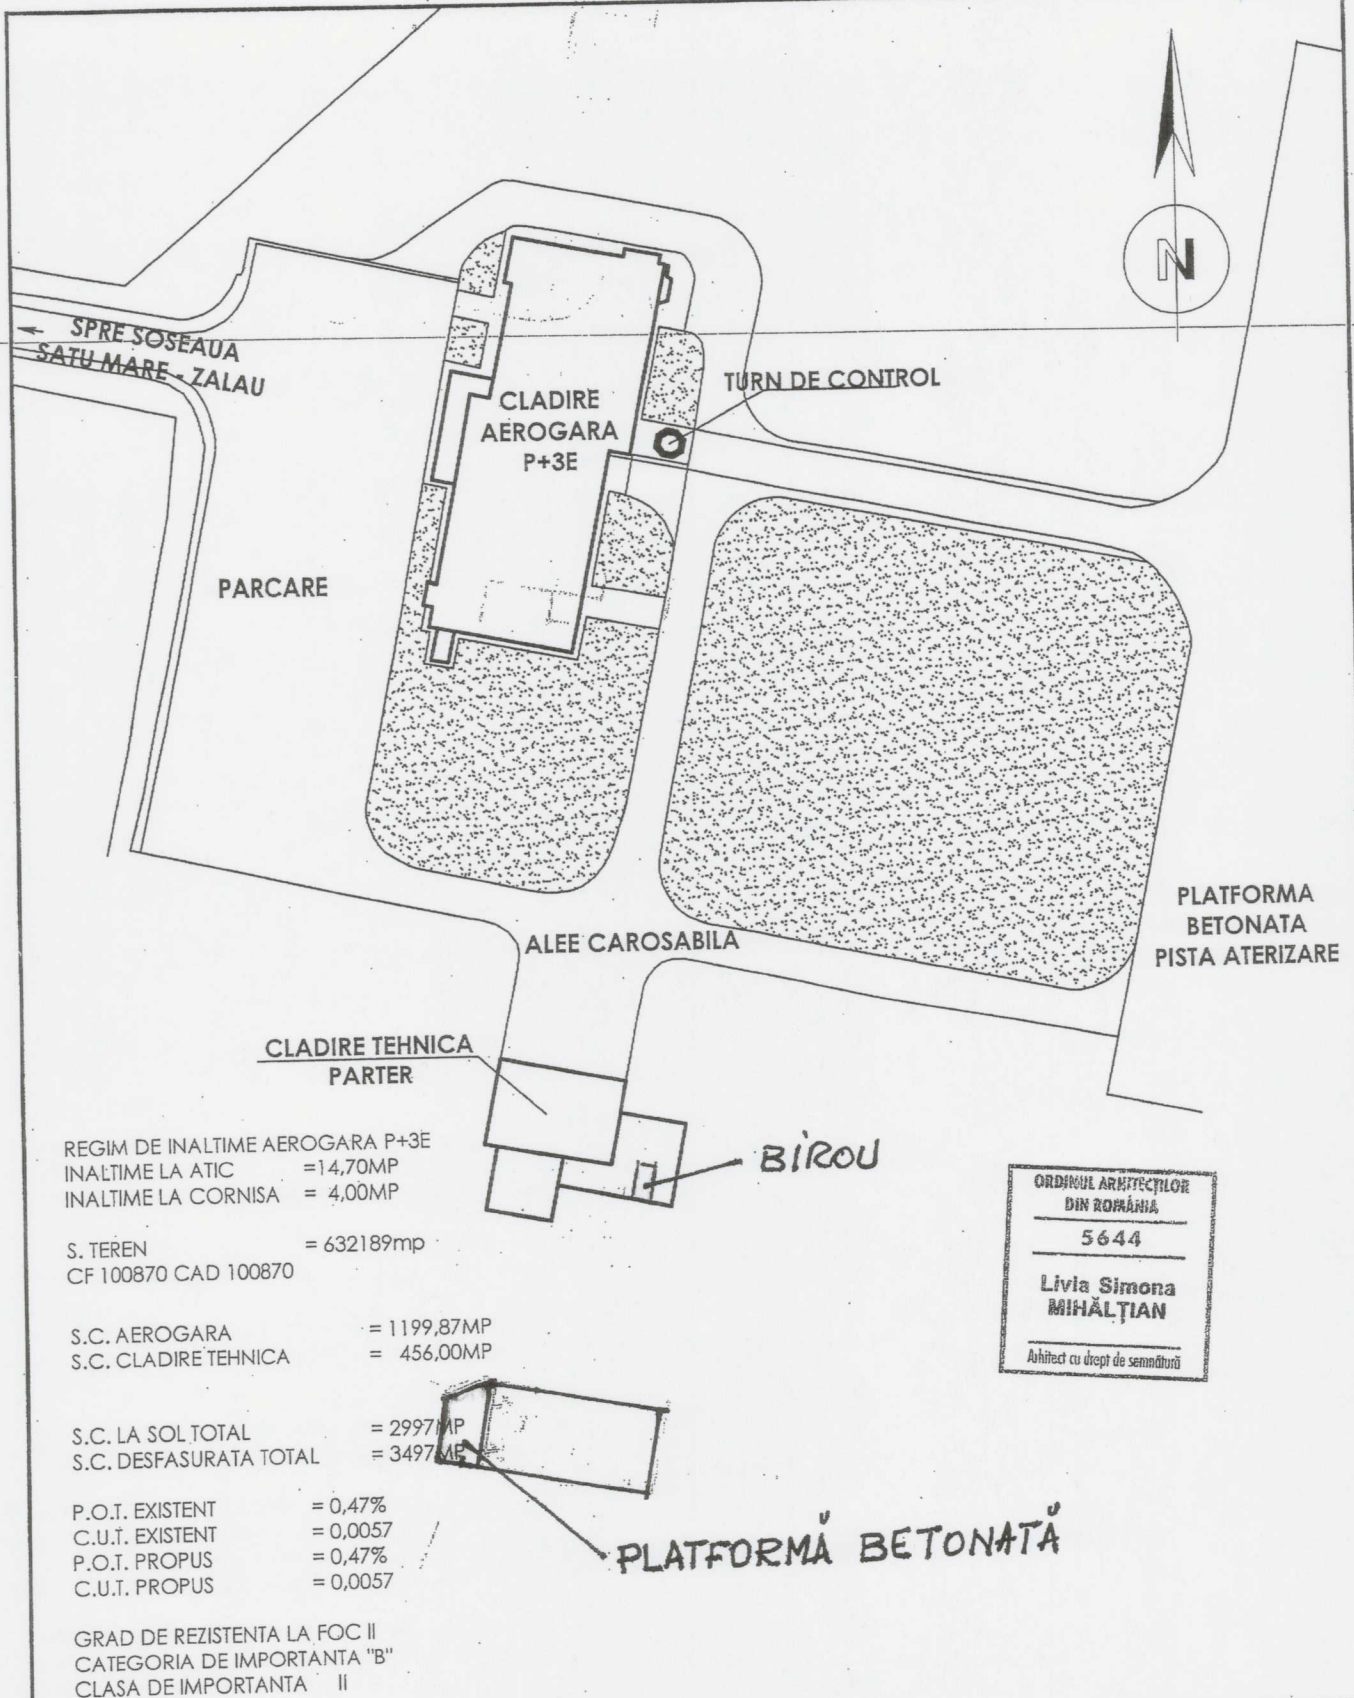 N
SPRE SOSEAUA
SATU MARE - ZALAU
TURN DE CONTROL
CLADIRE
AEROGARA
P+3E
PARCARE
PLATFORMA
BETONATA
PISTA ATERIZARE
ALEE CAROSABILA
CLADIRE TEHNICA
PARTER
BIROU
REGIM DE INALTIME AEROGARA P+3E
INALTIME LA ATIC =14,70MP
INALTIME LA CORNISA = 4,00MP
S. TEREN = 632189mp
CF 100870 CAD 100870
ORDINUL ARHITECȚILOR
DIN ROMÂNIA
5644
Livia Simona
MIHĂLȚIAN
Arhitect cu drept de semnătură
S.C. AEROGARA = 1199,87MP
S.C. CLADIRE TEHNICA = 456,00MP
S.C. LA SOL TOTAL = 2997MP
S.C. DESFASURATA TOTAL = 3497MP
PLATFORMĂ BETONATĂ
P.O.T. EXISTENT = 0,47%
C.U.T. EXISTENT = 0,0057
P.O.T. PROPUS = 0,47%
C.U.T. PROPUS = 0,0057
GRAD DE REZISTENTA LA FOC II
CATEGORIA DE IMPORTANTA "B"
CLASA DE IMPORTANTA II